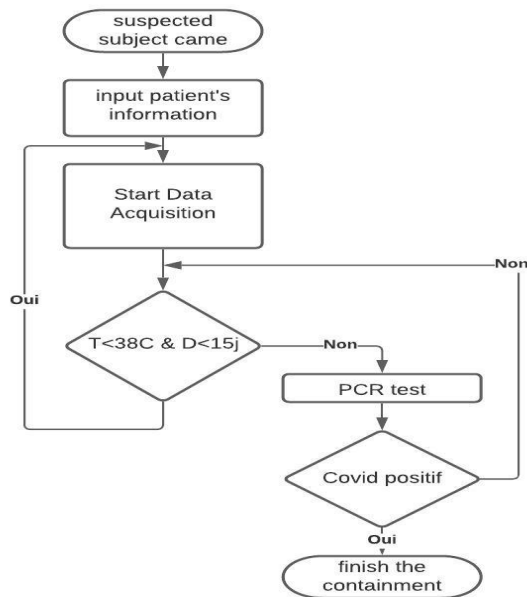 suspected
subject came
input patient's
information
Start Data
Acquisition
Non
Oui
T<38C & D<15j
Non
PCR test
Covid positif
Oui
finish the
containment